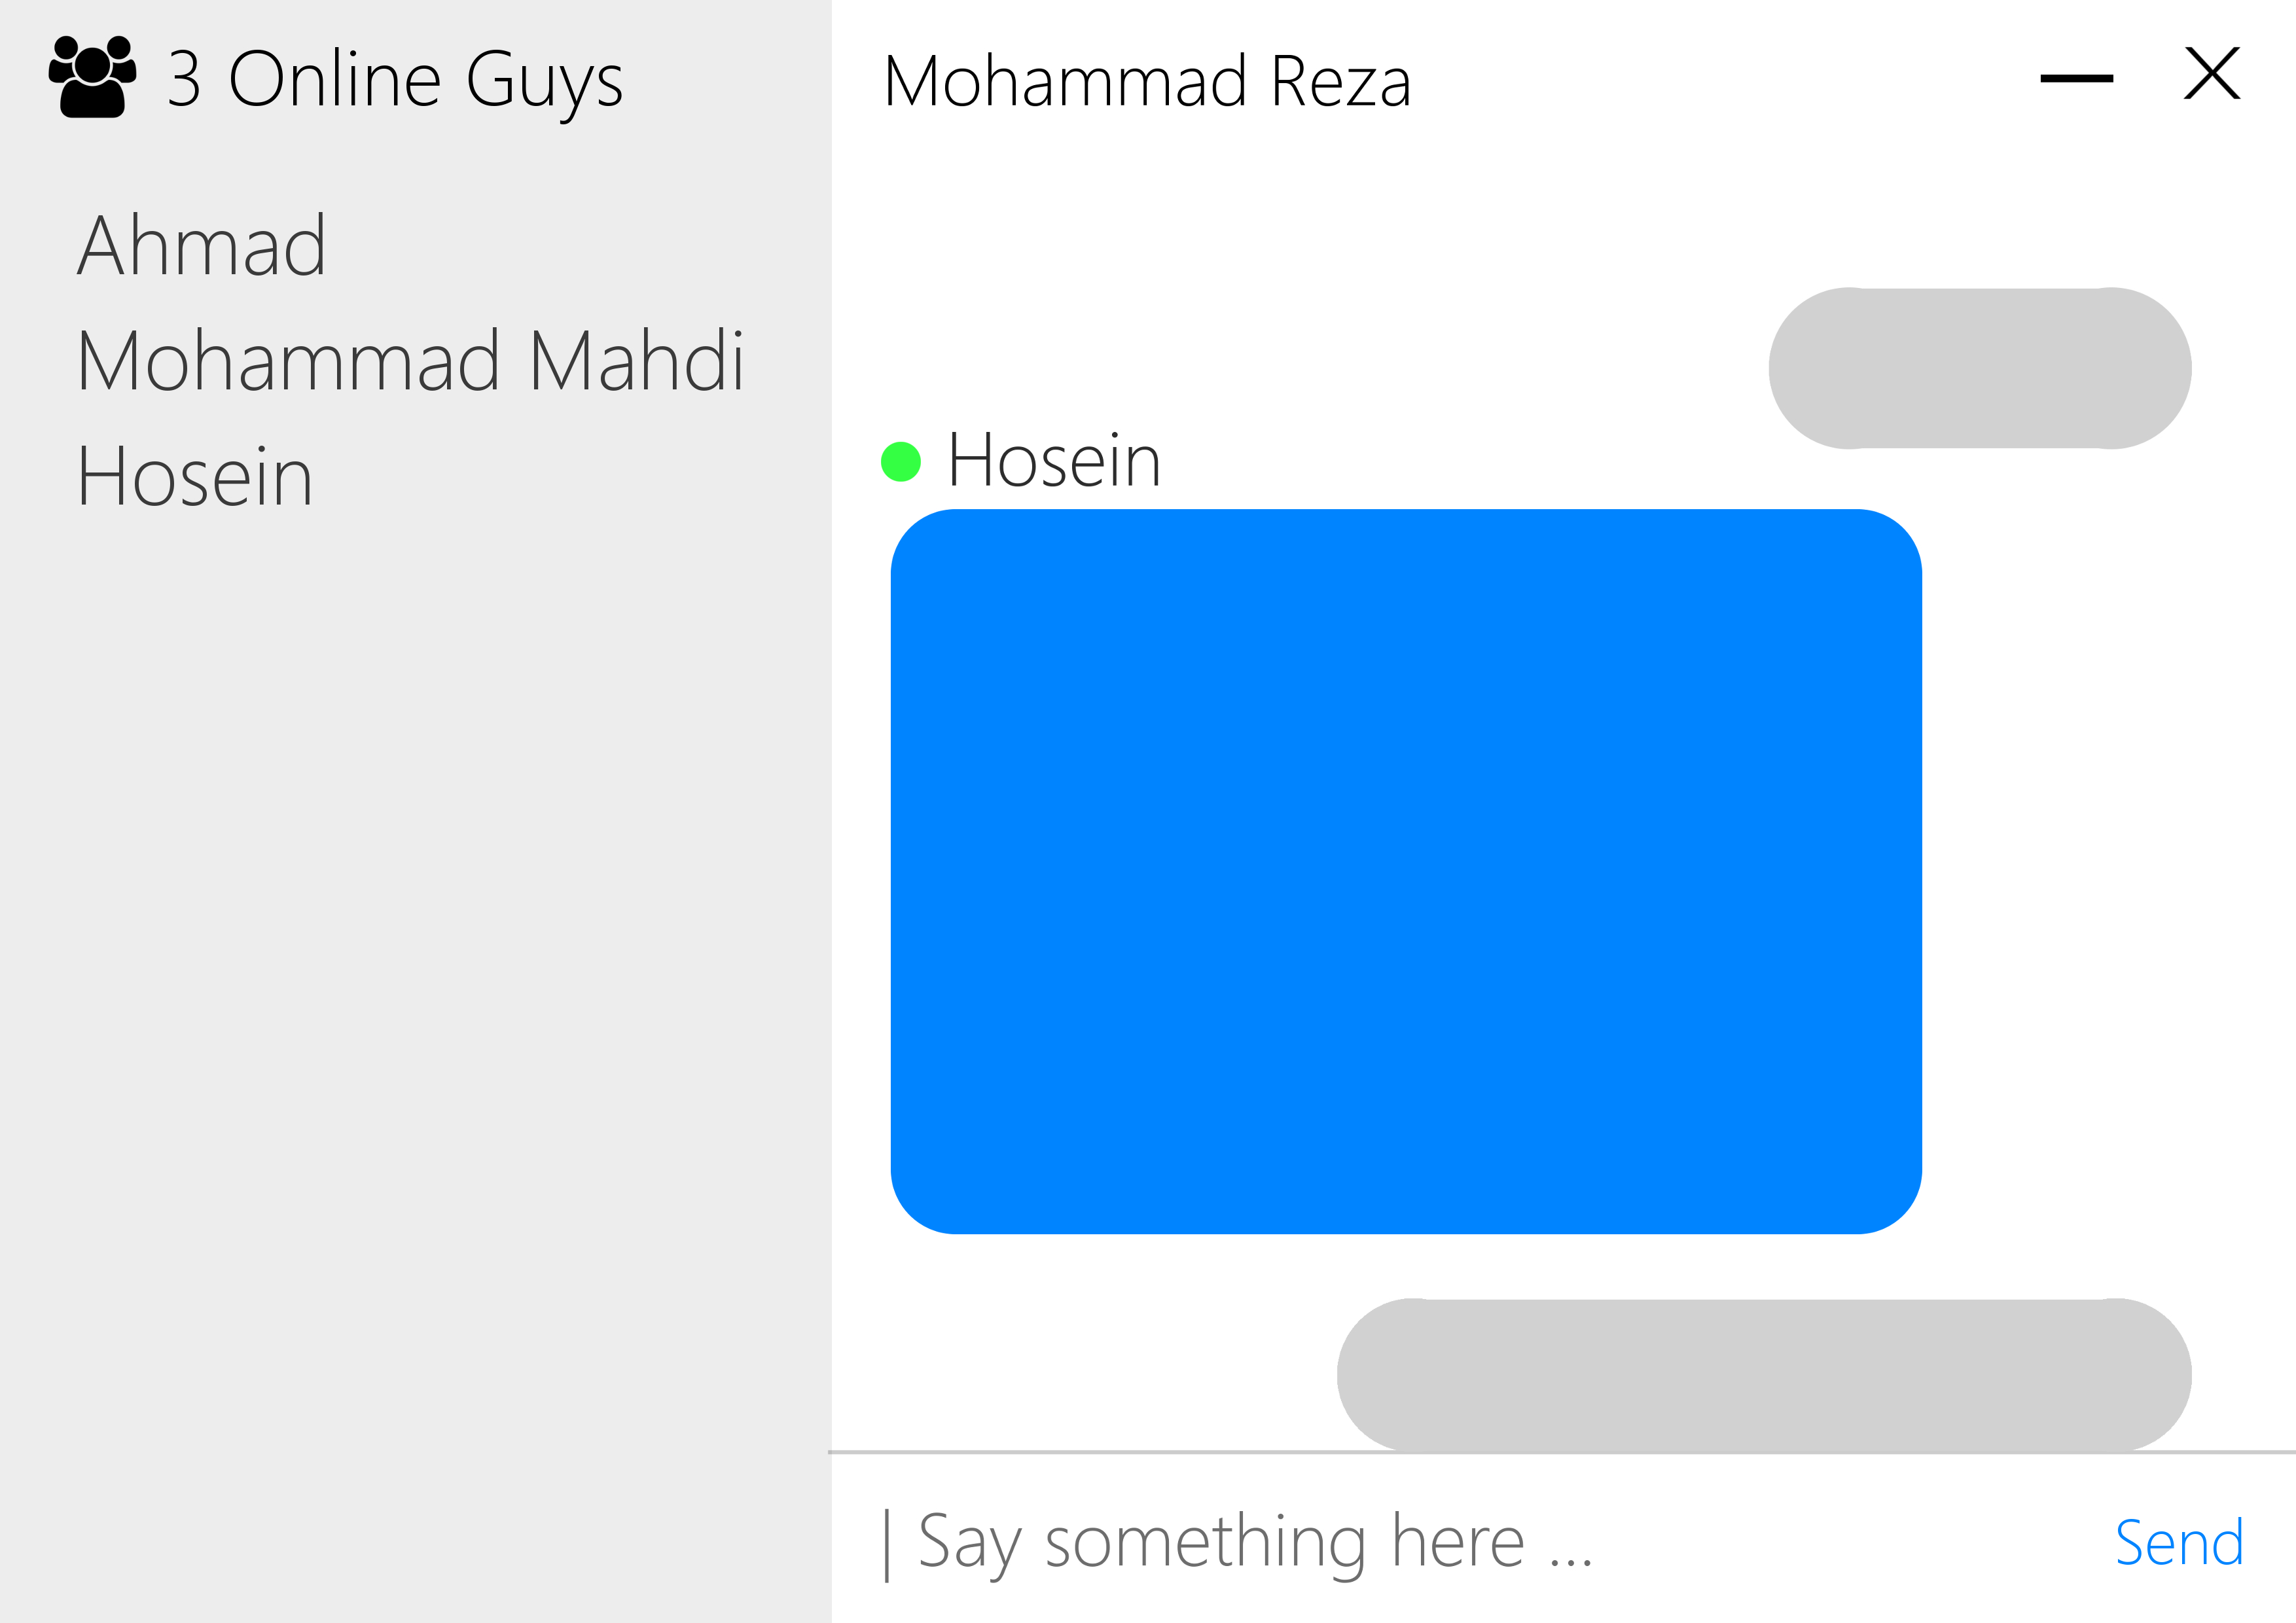 3 Online Guys
Ahmad
Mohammad Mahdi
Hosein
Mohammad Reza
Hosein
| Say something here ...
Send